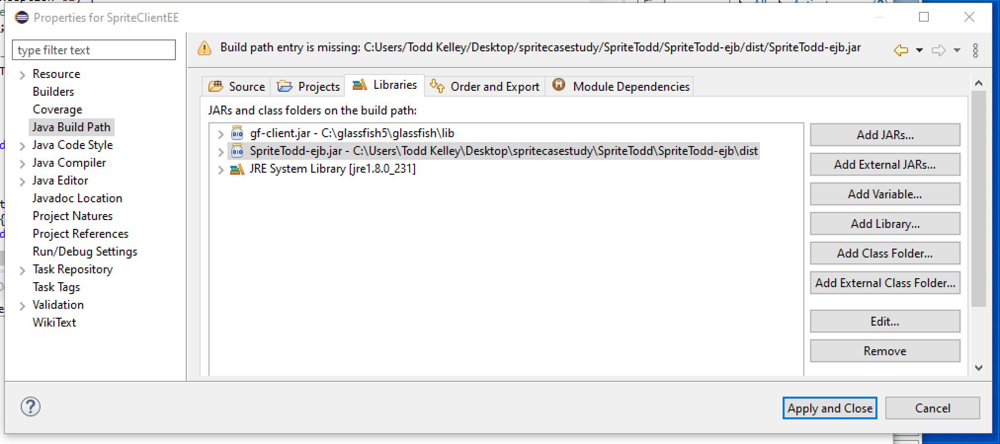 Properties for SpriteClientEE
type filter text
Resource
Builders
Coverage
Java Build Path
Java Code Style
Java Compiler
Java Editor
Javadoc Location
Project Natures
Project References
Run/Debug Settings
Task Repository
Task Tags
Validation
WikiText
Build path entry is missing: C:Users/Todd Kelley/Desktop/spritecasestudy/SpriteTodd/SpriteTodd-ejb/dist/SpriteTodd-ejb.jar
Source Projects Libraries Order and Export Module Dependencies
JARs and class folders on the build path:
gf-client.jar - C:\glassfish5\glassfish\lib
SpriteTodd-ejb.jar - C:\Users\Todd Kelley\Desktop\spritecasestudy\SpriteTodd\SpriteTodd-ejb\dist
JRE System Library [jre1.8.0_231]
Add JARs...
Add External JARs...
Add Variable...
Add Library...
Add Class Folder...
Add External Class Folder...
Edit...
Remove
Apply and Close
Cancel